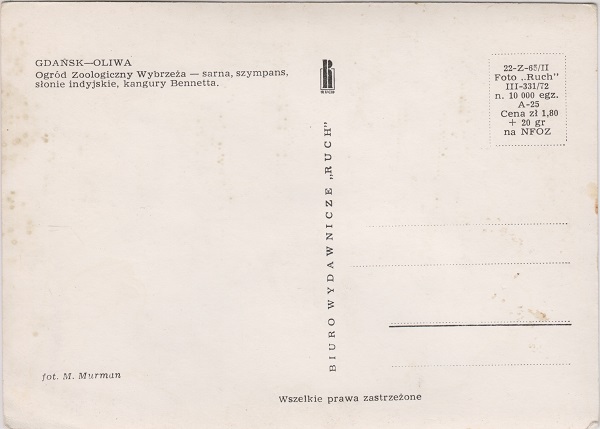 GDAŃSK—OLIWA
Ogród Zoologiczny Wybrzeża — sarna, szympans,
słonie indyjskie, kangury Bennetta.
fot. M. Murman
RUCH
BIURO WYDAWNICZE „RUCH"
22-Z-65/II
Foto „Ruch"
III-331/72
n. 10 000 egz.
A-25
Cena zł 1,80
+ 20 gr
na NFOZ
Wszelkie prawa zastrzeżone